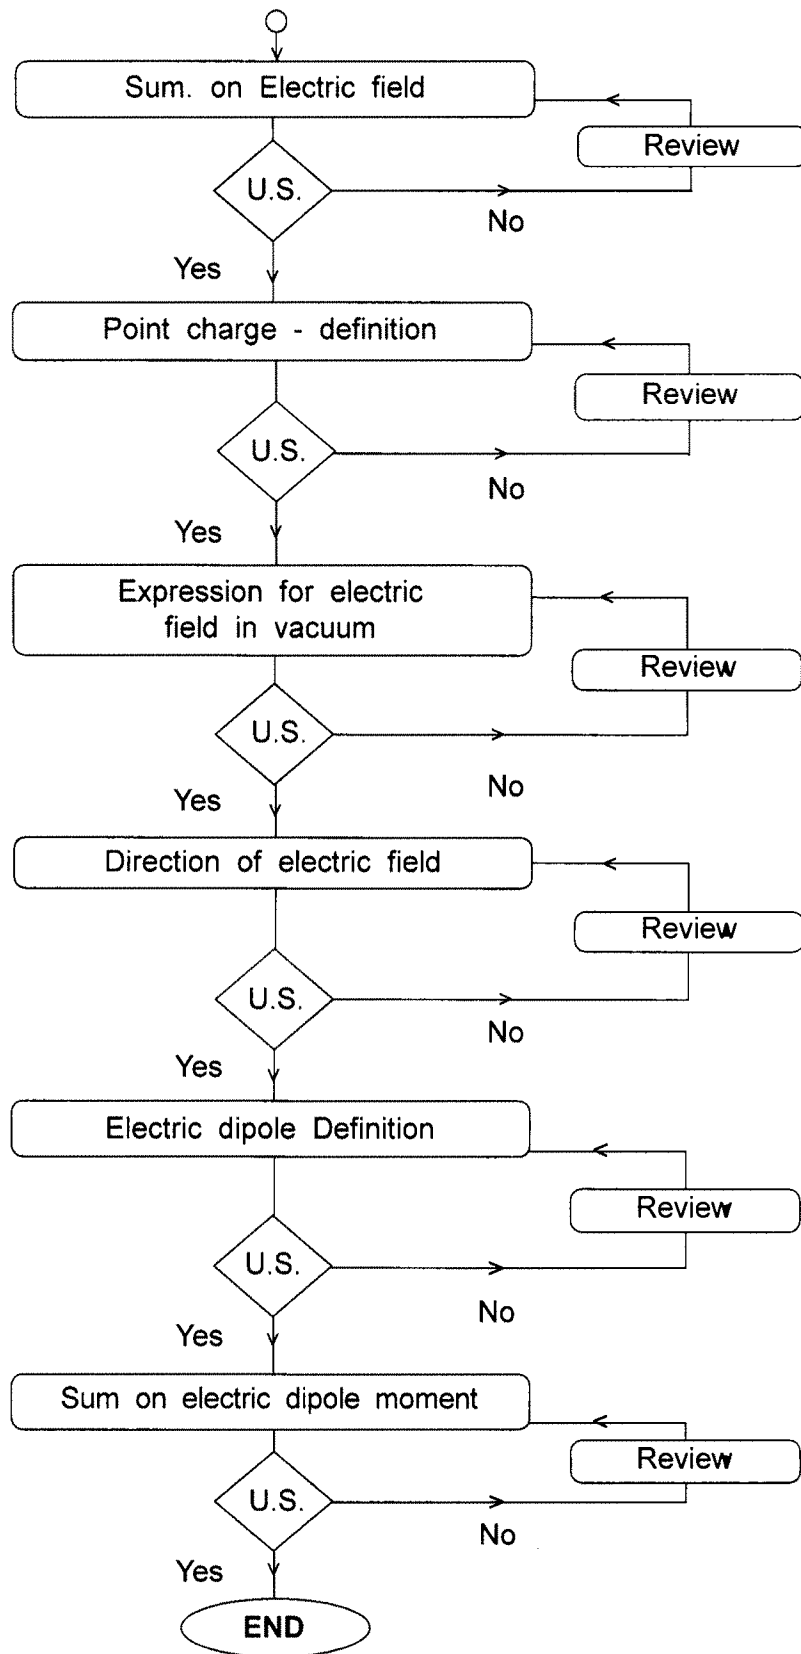 Sum. on Electric field
Review
U.S.
No
Yes
Point charge - definition
Review
U.S.
No
Yes
Expression for electric
field in vacuum
Review
U.S.
No
Yes
Direction of electric field
Review
U.S.
No
Yes
Electric dipole Definition
Review
U.S.
No
Yes
Sum on electric dipole moment
Review
U.S.
No
Yes
END